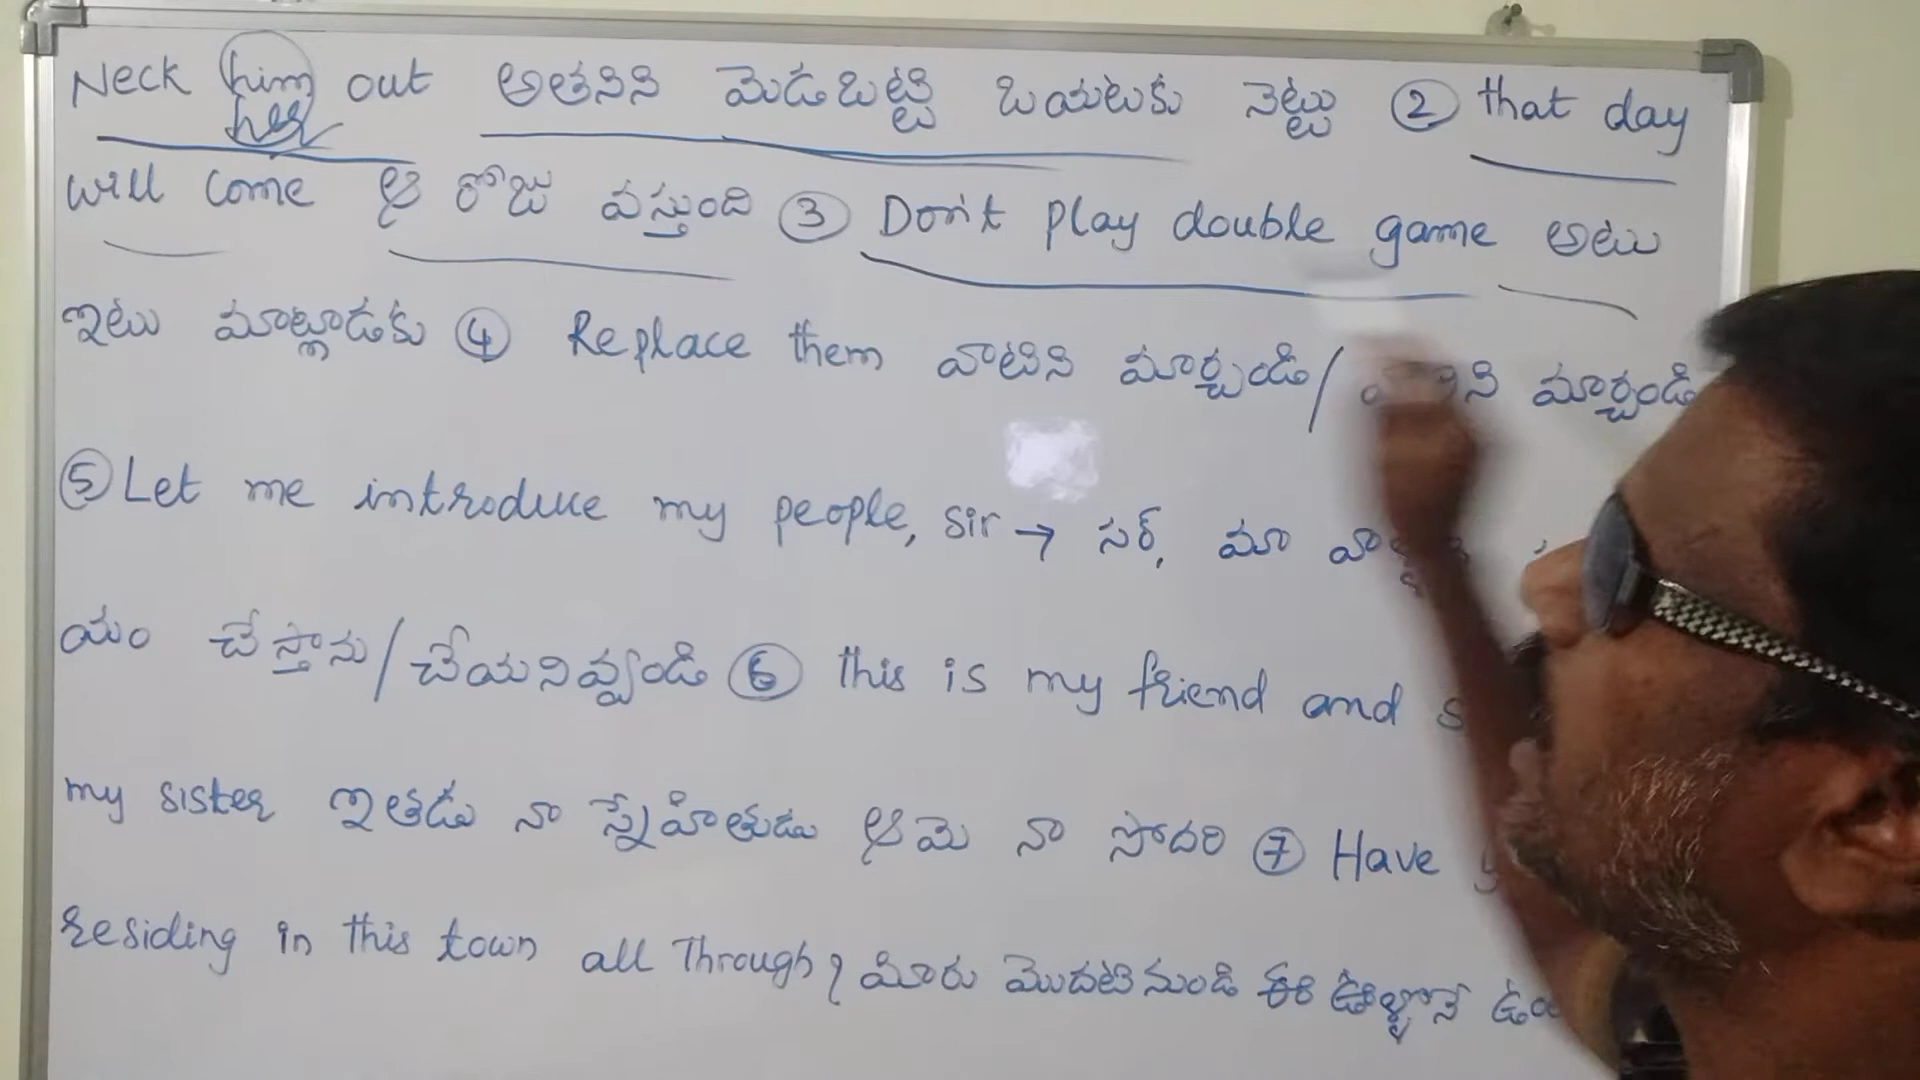 Neck him out అతనిని మెడబట్టి బయటకు నెట్టు ② that day
her
will come ఆ రోజు వస్తుంది ③ Don't play double game అటు
ఇటు మాట్లాడకు ④ Replace them వాటిని మార్చండి/ మార్చండి
⑤ Let me introduce my people, sir → సర్, మా
యం చేస్తాను/చేయనివ్వండి ⑥ this is my friend and
my sister ఇతడు నా స్నేహితుడు ఆమె నా సోదరి ⑦ Have
residing in this town all through? మీరు మొదటినుండి ఈ ఊళ్ళోనే